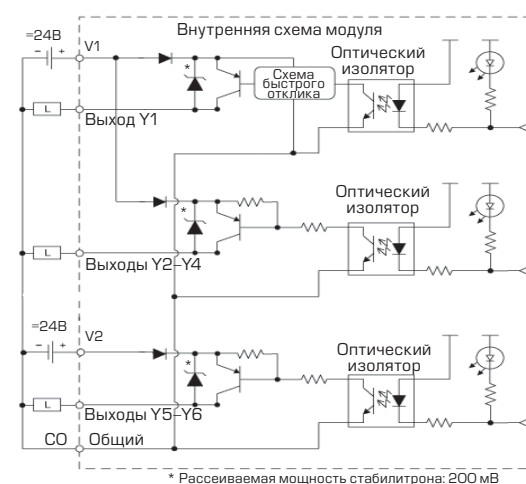 =24В
Внутренняя схема модуля
- +
V1
Оптический
изолятор
*
Схема
быстрого
отклика
L
Выход Y1
Оптический
изолятор
*
L
Выходы Y2–Y4
=24В
V2
- +
Оптический
изолятор
*
L
Выходы Y5–Y6
C0
Общий
* Рассеиваемая мощность стабилитрона: 200 мВ